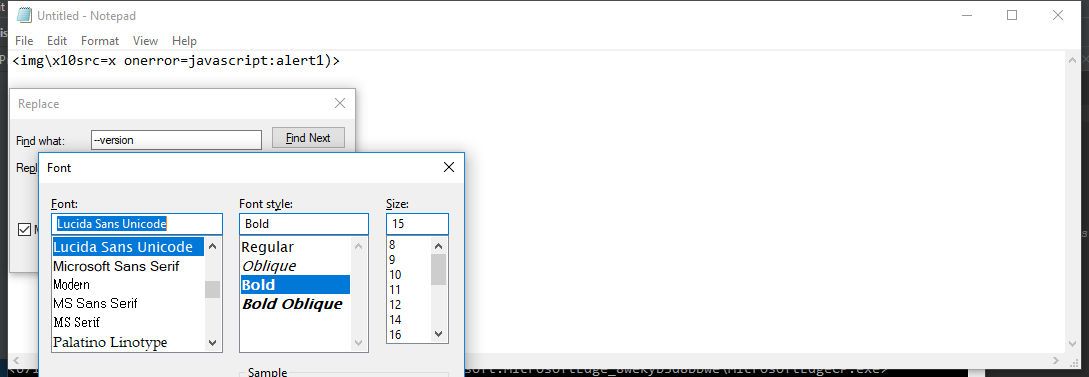 Untitled - Notepad
File Edit Format View Help
<img\x10src=x onerror=javascript:alert1)>
Replace
Find what: --version Find Next
Repl
Font
Font: Font style: Size:
Lucida Sans Unicode Bold 15
Lucida Sans Unicode Regular 8
Microsoft Sans Serif Oblique 9
Modern Bold 10
MS Sans Serif Bold Oblique 11
MS Serif 12
Palatino Linotype 14
16
Sample